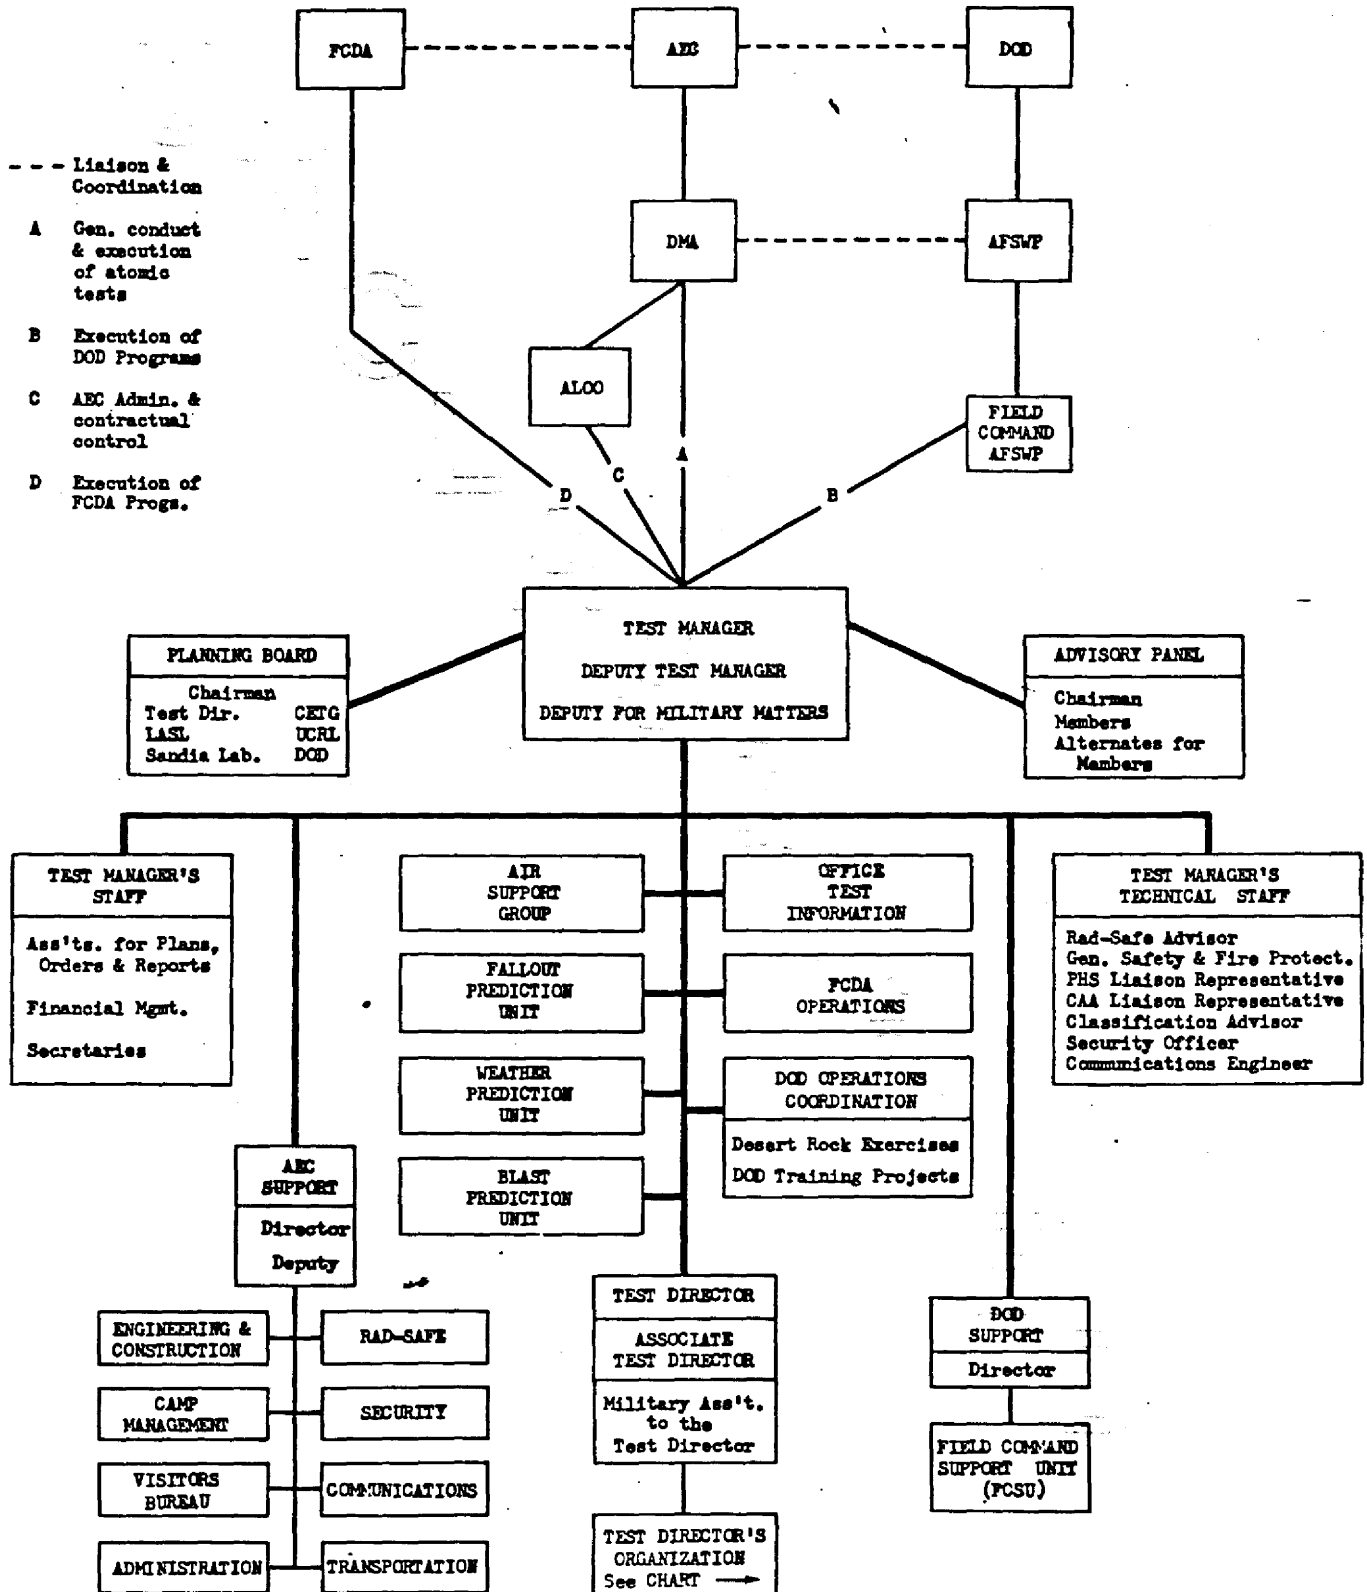 FCDA
AEC
DOD
--- Liaison &
Coordination
A Gen. conduct
& execution
of atomic
tests
B Execution of
DOD Programs
C AEC Admin. &
contractual
control
D Execution of
FCDA Progs.
DMA
AFSWP
ALOO
FIELD
COMMAND
AFSWP
A
C
D
B
TEST MANAGER
DEPUTY TEST MANAGER
DEPUTY FOR MILITARY MATTERS
PLANNING BOARD
Chairman
Test Dir. CETG
LASL UCRL
Sandia Lab. DOD
ADVISORY PANEL
Chairman
Members
Alternates for
Members
TEST MANAGER'S
STAFF
Ass'ts. for Plans,
Orders & Reports
Financial Mgmt.
Secretaries
AIR
SUPPORT
GROUP
OFFICE
TEST
INFORMATION
FALLOUT
PREDICTION
UNIT
FCDA
OPERATIONS
WEATHER
PREDICTION
UNIT
DOD OPERATIONS
COORDINATION
Desert Rock Exercises
DOD Training Projects
BLAST
PREDICTION
UNIT
TEST MANAGER'S
TECHNICAL STAFF
Rad-Safe Advisor
Gen. Safety & Fire Protect.
PHS Liaison Representative
CAA Liaison Representative
Classification Advisor
Security Officer
Communications Engineer
AEC
SUPPORT
Director
Deputy
ENGINEERING &
CONSTRUCTION
RAD-SAFE
CAMP
MANAGEMENT
SECURITY
VISITORS
BUREAU
COMMUNICATIONS
ADMINISTRATION
TRANSPORTATION
TEST DIRECTOR
ASSOCIATE
TEST DIRECTOR
Military Ass't.
to the
Test Director
TEST DIRECTOR'S
ORGANIZATION
See CHART →
DOD
SUPPORT
Director
FIELD COMMAND
SUPPORT UNIT
(FCSU)